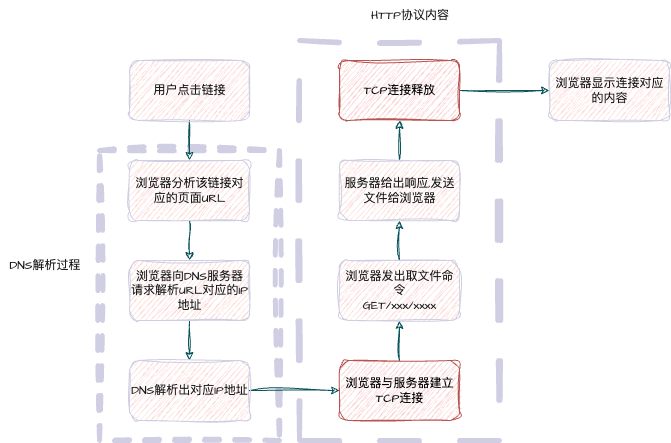 HTTP协议内容
用户点击链接
TCP连接释放
浏览器显示连接对应
的内容
浏览器分析该链接对
应的页面URL
服务器给出响应,发送
文件给浏览器
DNS解析过程
浏览器向DNS服务器
请求解析URL对应的IP
地址
浏览器发出取文件命
令
GET/xxx/xxxx
DNS解析出对应IP地址
浏览器与服务器建立
TCP连接